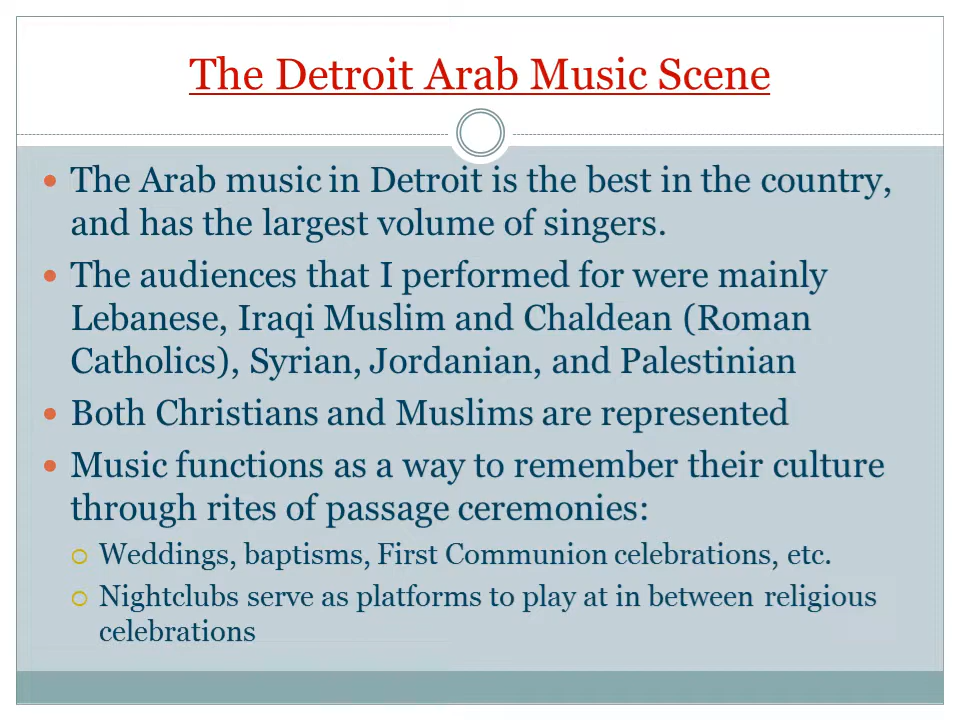 The Detroit Arab Music Scene
The Arab music in Detroit is the best in the country,
and has the largest volume of singers.
The audiences that I performed for were mainly
Lebanese, Iraqi Muslim and Chaldean (Roman
Catholics), Syrian, Jordanian, and Palestinian
Both Christians and Muslims are represented
Music functions as a way to remember their culture
through rites of passage ceremonies:
Weddings, baptisms, First Communion celebrations, etc.
Nightclubs serve as platforms to play at in between religious
celebrations